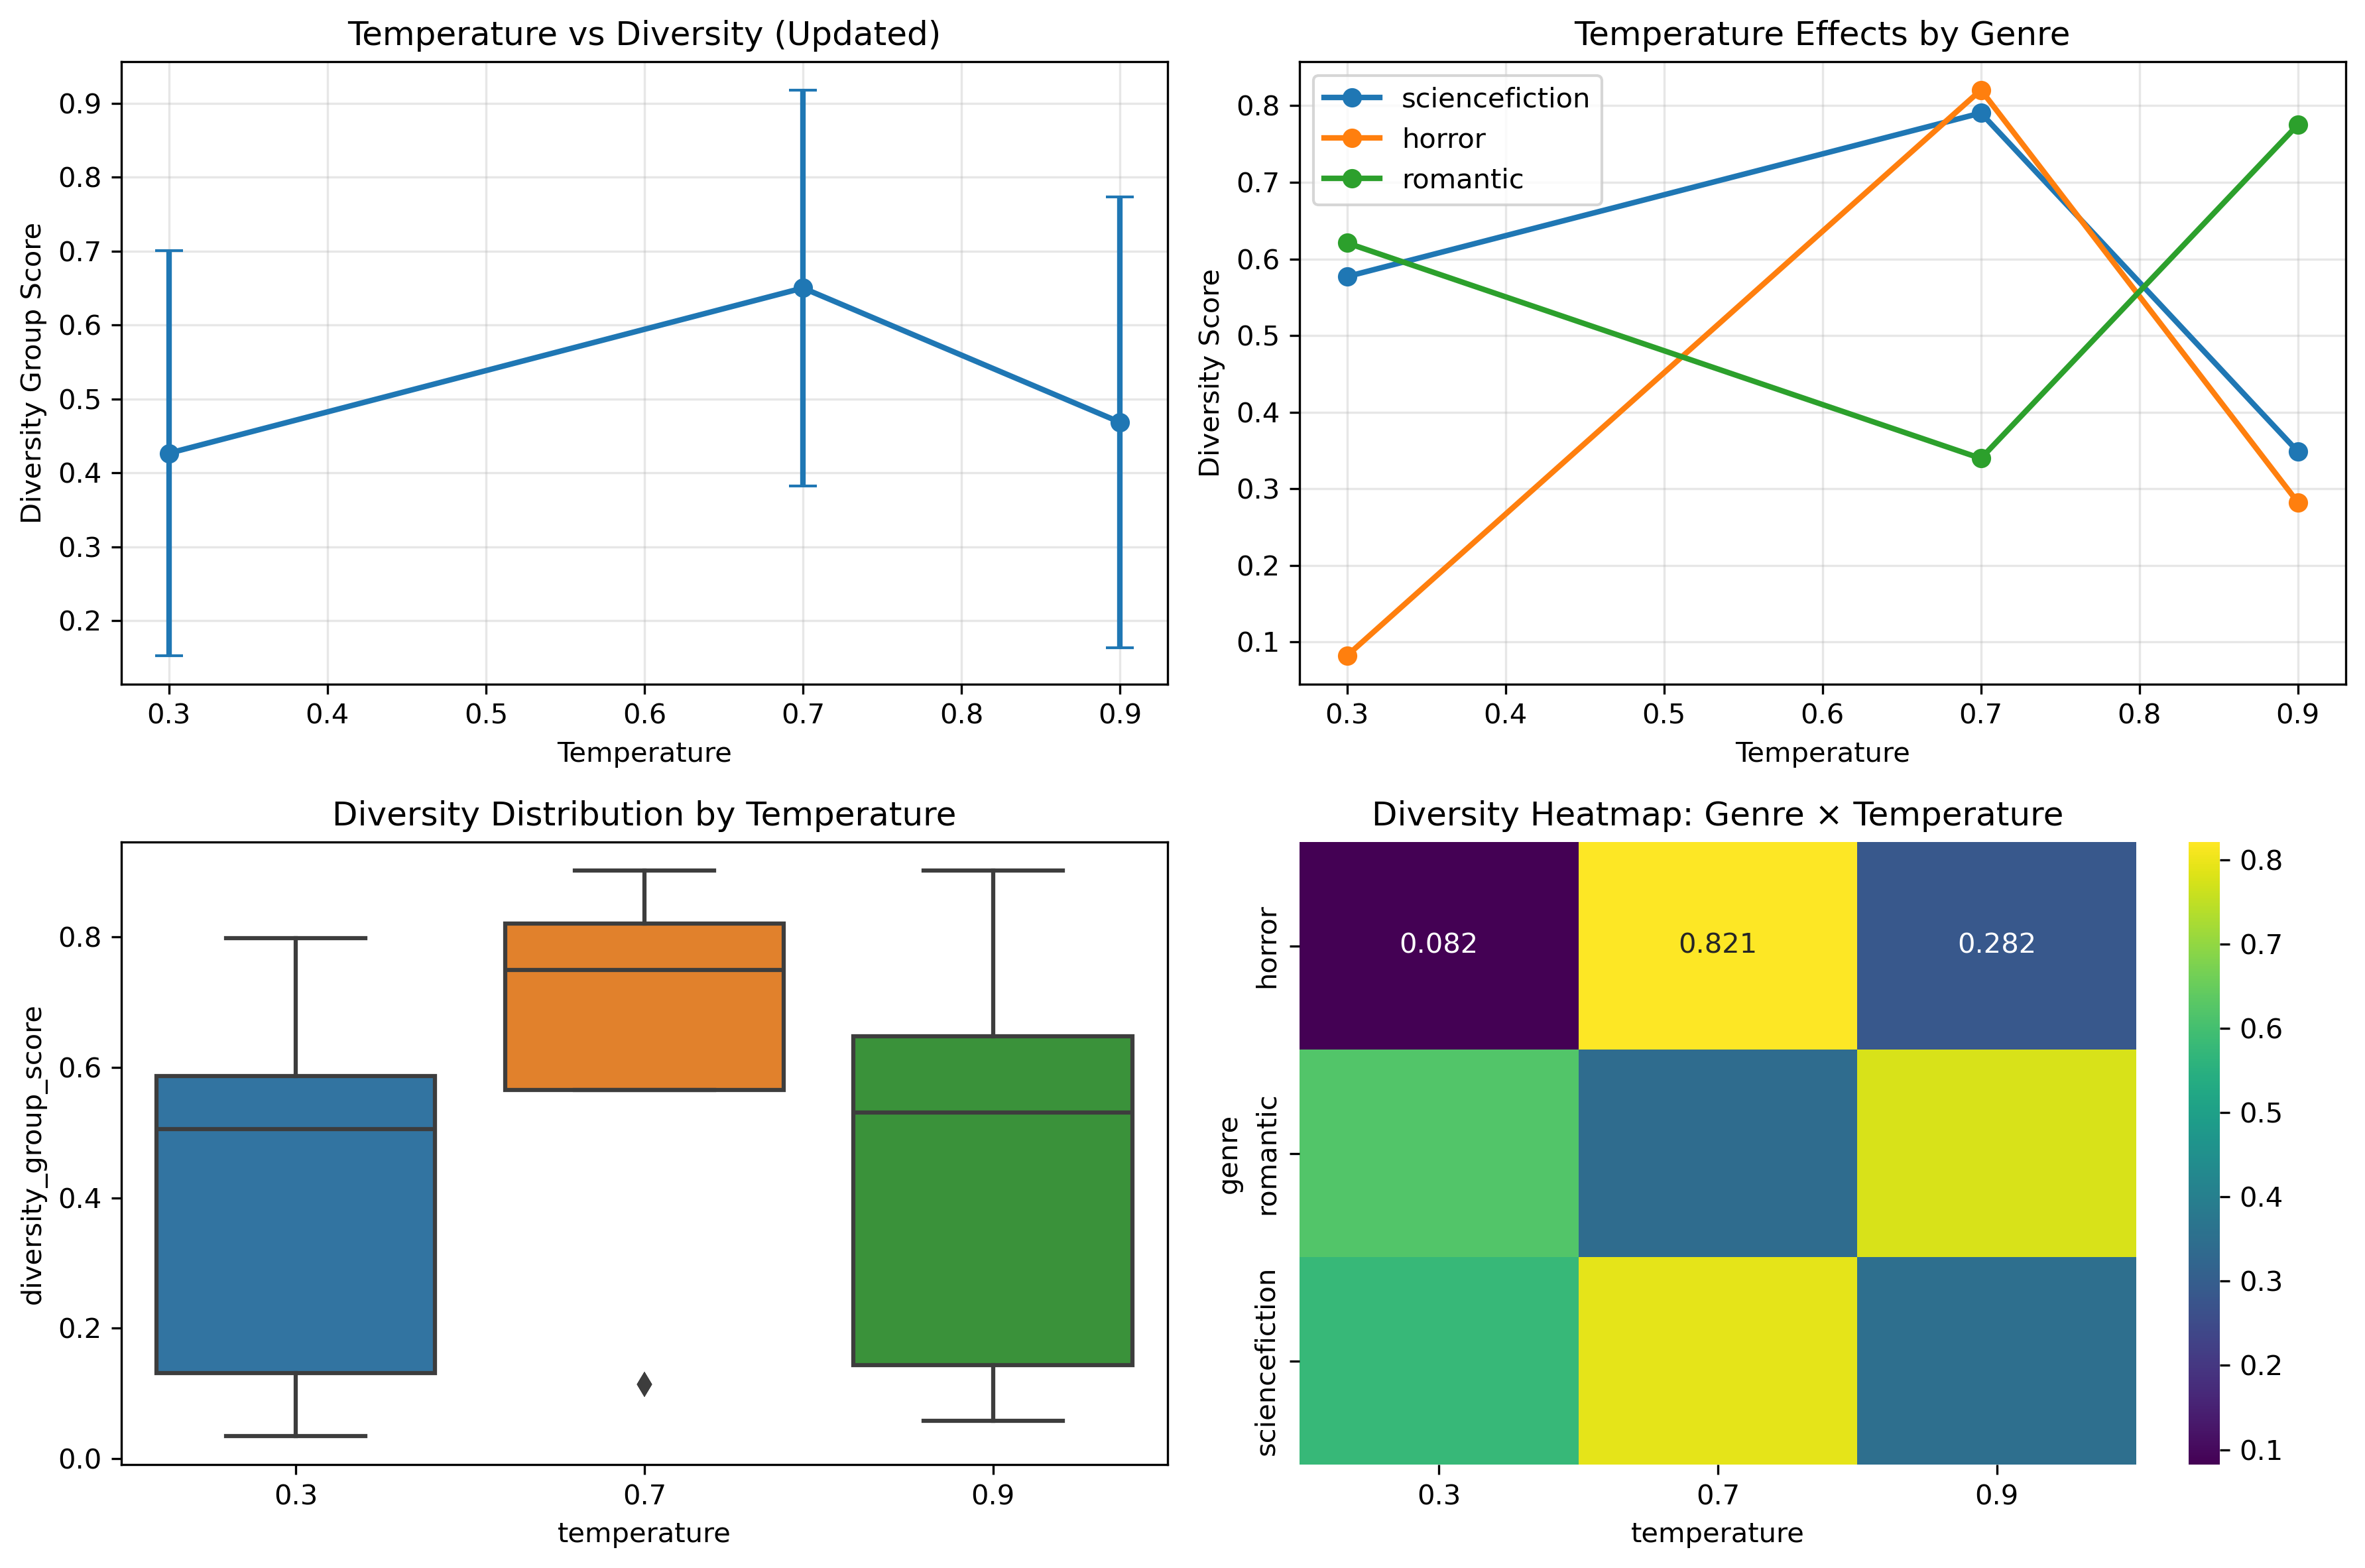 Temperature vs Diversity (Updated)
Diversity Group Score
0.9
0.8
0.7
0.6
0.5
0.4
0.3
0.2
0.3 0.4 0.5 0.6 0.7 0.8 0.9
Temperature
Temperature Effects by Genre
sciencefiction
horror
romantic
Diversity Score
0.8
0.7
0.6
0.5
0.4
0.3
0.2
0.1
0.3 0.4 0.5 0.6 0.7 0.8 0.9
Temperature
Diversity Distribution by Temperature
diversity_group_score
0.8
0.6
0.4
0.2
0.0
0.3 0.7 0.9
temperature
Diversity Heatmap: Genre × Temperature
genre
horror
romantic
sciencefiction
0.082 0.821 0.282
0.3 0.7 0.9
temperature
0.8
0.7
0.6
0.5
0.4
0.3
0.2
0.1